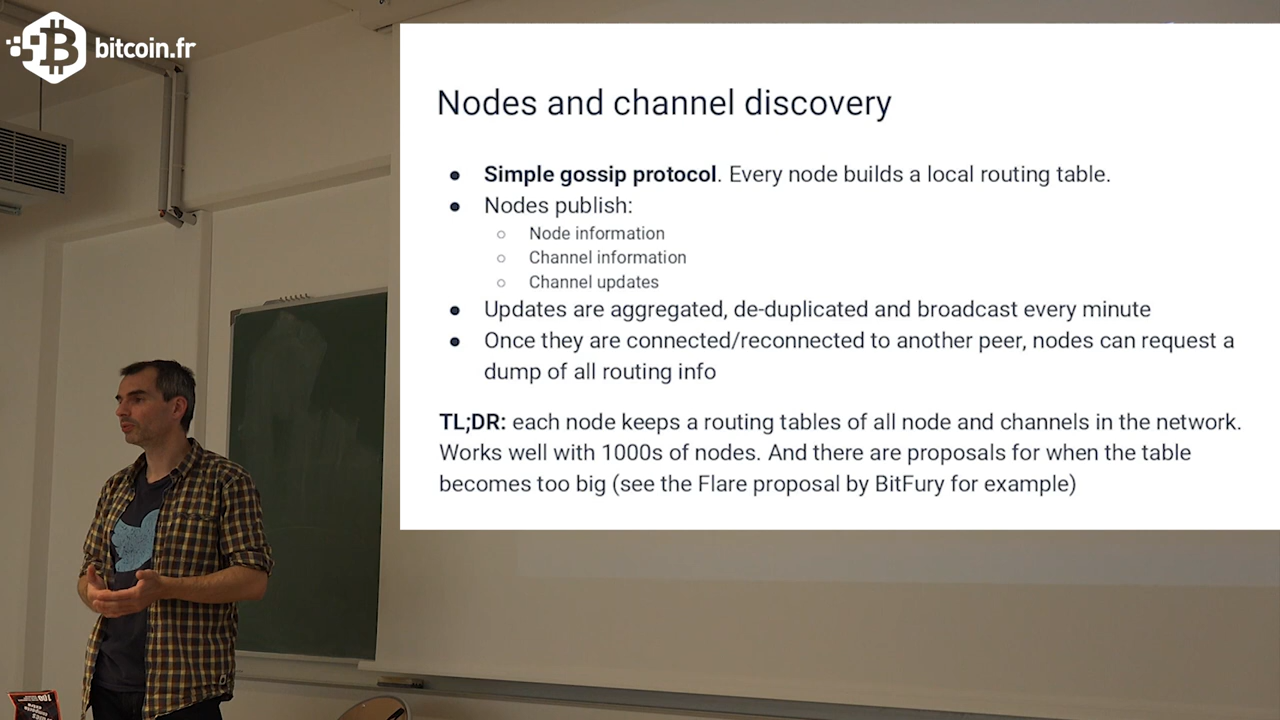 bitcoin.fr
Nodes and channel discovery
● Simple gossip protocol. Every node builds a local routing table.
● Nodes publish:
○ Node information
○ Channel information
○ Channel updates
● Updates are aggregated, de-duplicated and broadcast every minute
● Once they are connected/reconnected to another peer, nodes can request a
dump of all routing info
TL;DR: each node keeps a routing tables of all node and channels in the network.
Works well with 1000s of nodes. And there are proposals for when the table
becomes too big (see the Flare proposal by BitFury for example)